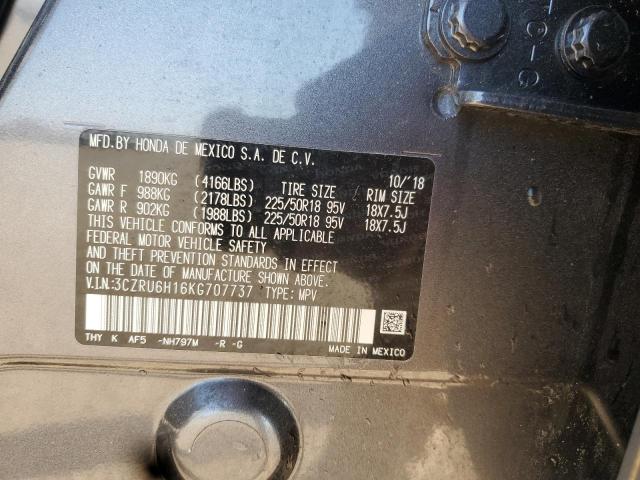 MFD.BY HONDA DE MEXICO S.A. DE C.V.
10/'18
GVWR 1890KG (4166LBS) TIRE SIZE RIM SIZE
GAWR F 988KG (2178LBS) 225/50R18 95V 18X7.5J
GAWR R 902KG (1988LBS) 225/50R18 95V 18X7.5J
THIS VEHICLE CONFORMS TO ALL APPLICABLE
FEDERAL MOTOR VEHICLE SAFETY
AND THEFT PREVENTION STANDARDS IN EFFECT
ON THE DATE OF MANUFACTURE SHOWN ABOVE.
V.I.N:3CZRU6H16KG707737 TYPE: MPV
THY K AF5 -NH797M -R -G
MADE IN MEXICO